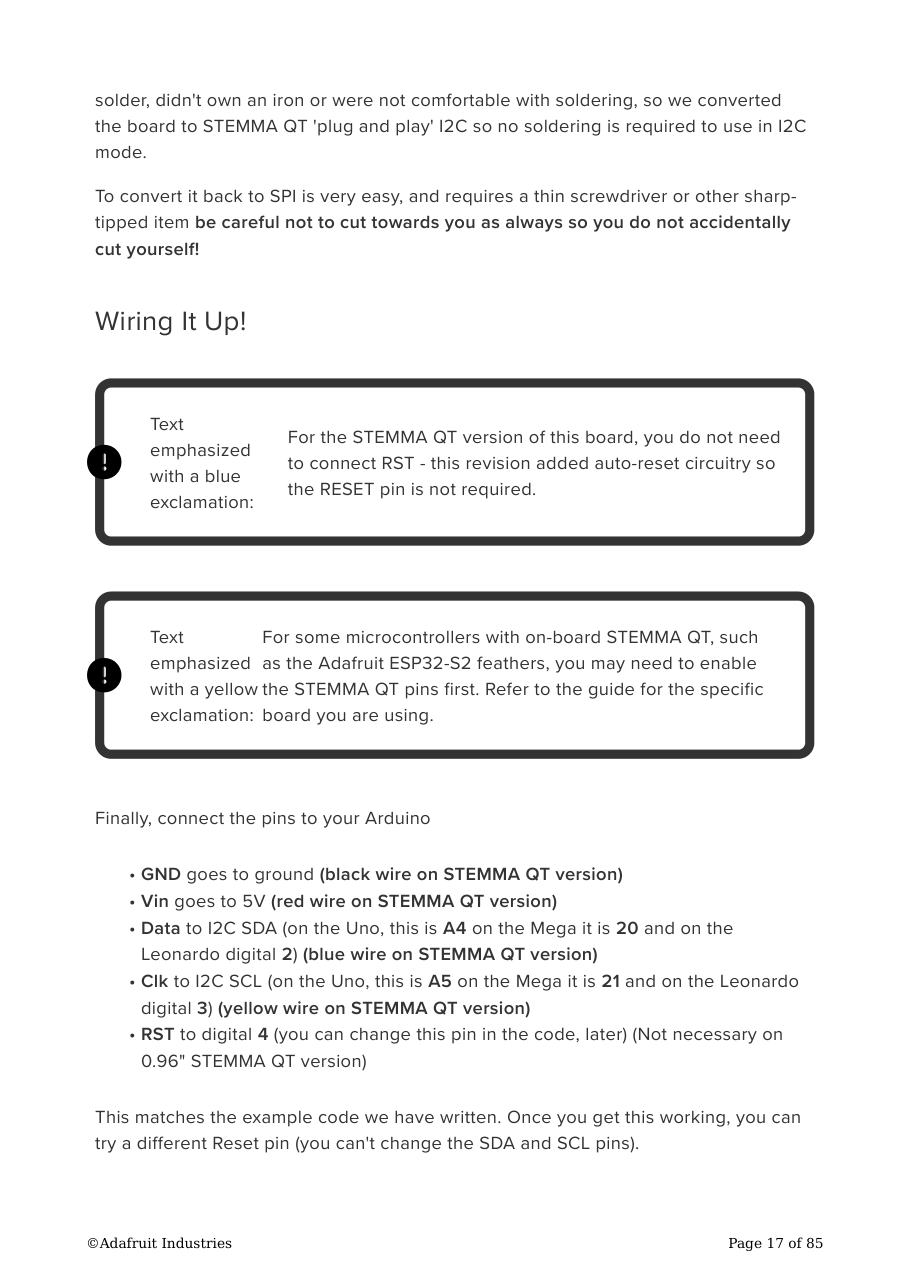 solder, didn't own an iron or were not comfortable with soldering, so we converted
the board to STEMMA QT 'plug and play' I2C so no soldering is required to use in I2C
mode.
To convert it back to SPI is very easy, and requires a thin screwdriver or other sharp-
tipped item be careful not to cut towards you as always so you do not accidentally
cut yourself!
Wiring It Up!
Text
emphasized
with a blue
exclamation:
For the STEMMA QT version of this board, you do not need
to connect RST - this revision added auto-reset circuitry so
the RESET pin is not required.
Text
emphasized
with a yellow
exclamation:
For some microcontrollers with on-board STEMMA QT, such
as the Adafruit ESP32-S2 feathers, you may need to enable
the STEMMA QT pins first. Refer to the guide for the specific
board you are using.
Finally, connect the pins to your Arduino
• GND goes to ground (black wire on STEMMA QT version)
• Vin goes to 5V (red wire on STEMMA QT version)
• Data to I2C SDA (on the Uno, this is A4 on the Mega it is 20 and on the
Leonardo digital 2) (blue wire on STEMMA QT version)
• Clk to I2C SCL (on the Uno, this is A5 on the Mega it is 21 and on the Leonardo
digital 3) (yellow wire on STEMMA QT version)
• RST to digital 4 (you can change this pin in the code, later) (Not necessary on
0.96" STEMMA QT version)
This matches the example code we have written. Once you get this working, you can
try a different Reset pin (you can't change the SDA and SCL pins).
©Adafruit Industries
Page 17 of 85